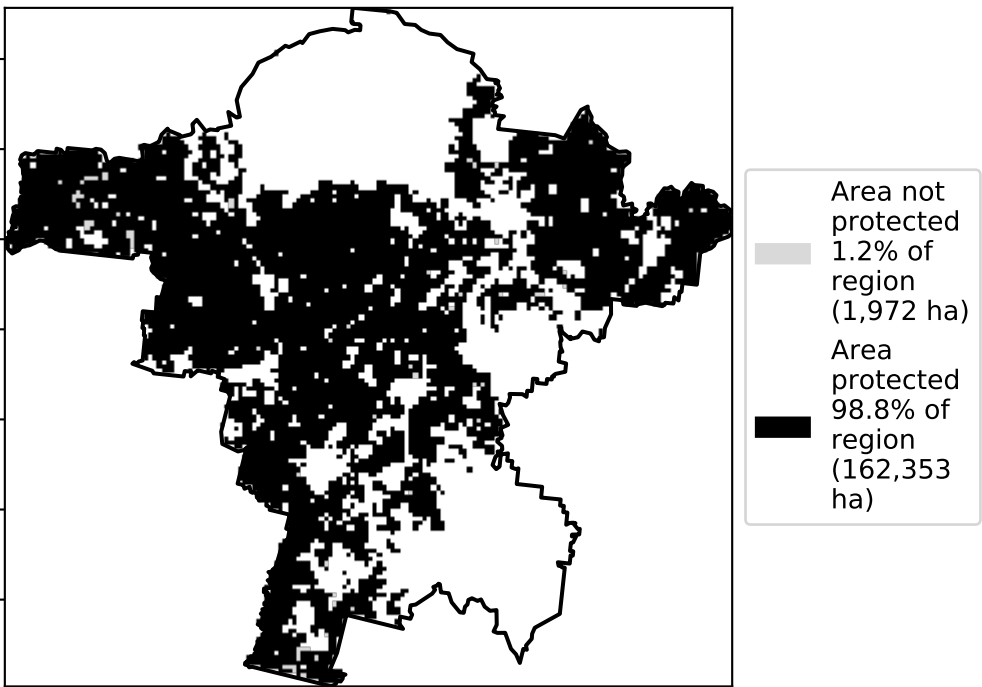 Area not
protected
1.2% of
region
(1,972 ha)
Area
protected
98.8% of
region
(162,353
ha)